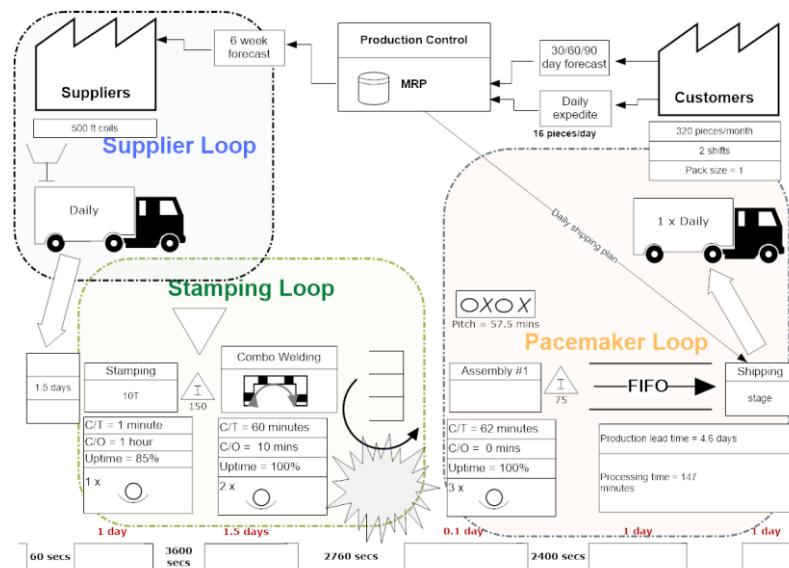 6 week
forecast
Production Control
MRP
30/60/90
day forecast
Daily
expedite
16 pieces/day
Suppliers
Customers
500 ft coils
320 pieces/month
2 shifts
Pack size = 1
Supplier Loop
Daily
1 x Daily
Daily shipping plan
Stamping Loop
OXOX
Pitch = 57.5 mins
Pacemaker Loop
1.5 days
Stamping
10T
I
150
Combo Welding
Assembly #1
I
75
FIFO
Shipping
stage
C/T = 1 minute
C/O = 1 hour
Uptime = 85%
1 x
C/T = 60 minutes
C/O = 10 mins
Uptime = 100%
2 x
C/T = 62 minutes
C/O = 0 mins
Uptime = 100%
3 x
Production lead time = 4.6 days
Processing time = 147
minutes
1 day
1.5 days
0.1 day
1 day
1 day
60 secs
3600
secs
2760 secs
2400 secs